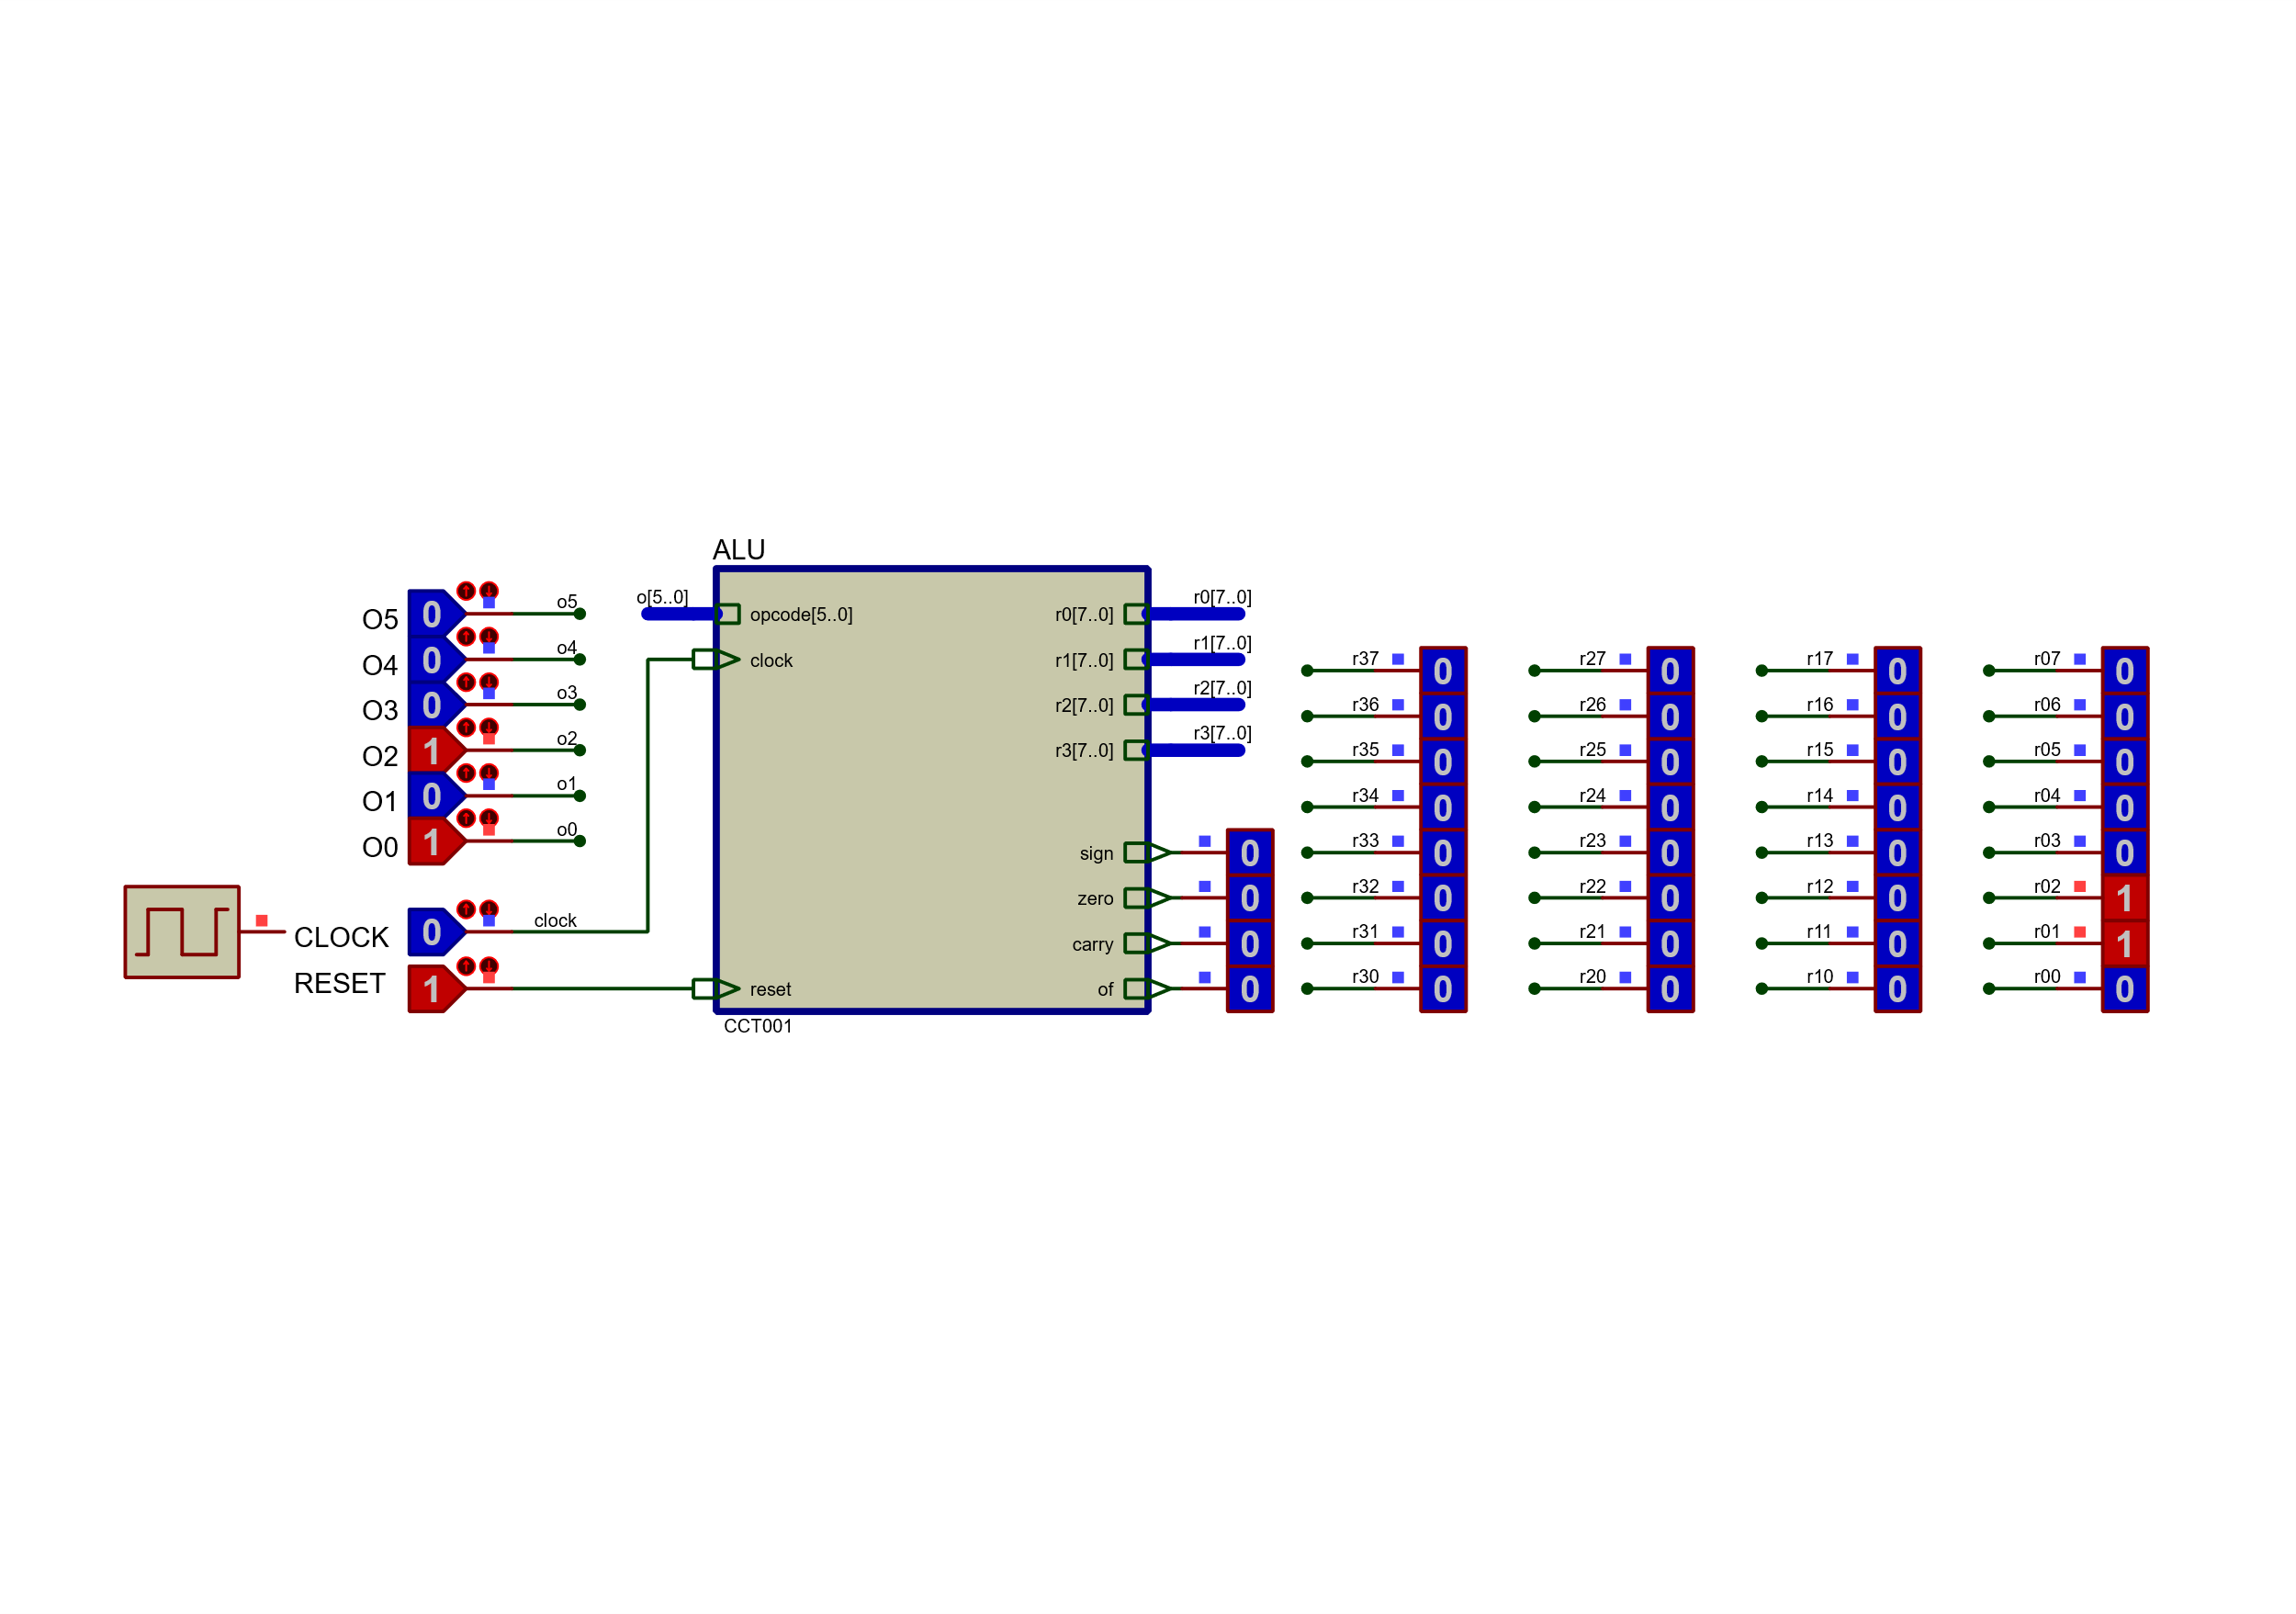 ALU
O5 0 o5 o[5..0] opcode[5..0] r0[7..0] r0[7..0]
O4 0 o4 clock r1[7..0] r1[7..0]
O3 0 o3 r2[7..0] r2[7..0]
O2 1 o2 r3[7..0] r3[7..0]
O1 0 o1
O0 1 o0
CLOCK 0 clock
RESET 1 reset
sign 0
zero 0
carry 0
of 0
CCT001
r37 0 r27 0 r17 0 r07 0
r36 0 r26 0 r16 0 r06 0
r35 0 r25 0 r15 0 r05 0
r34 0 r24 0 r14 0 r04 0
r33 0 r23 0 r13 0 r03 0
r32 0 r22 0 r12 0 r02 1
r31 0 r21 0 r11 0 r01 1
r30 0 r20 0 r10 0 r00 0